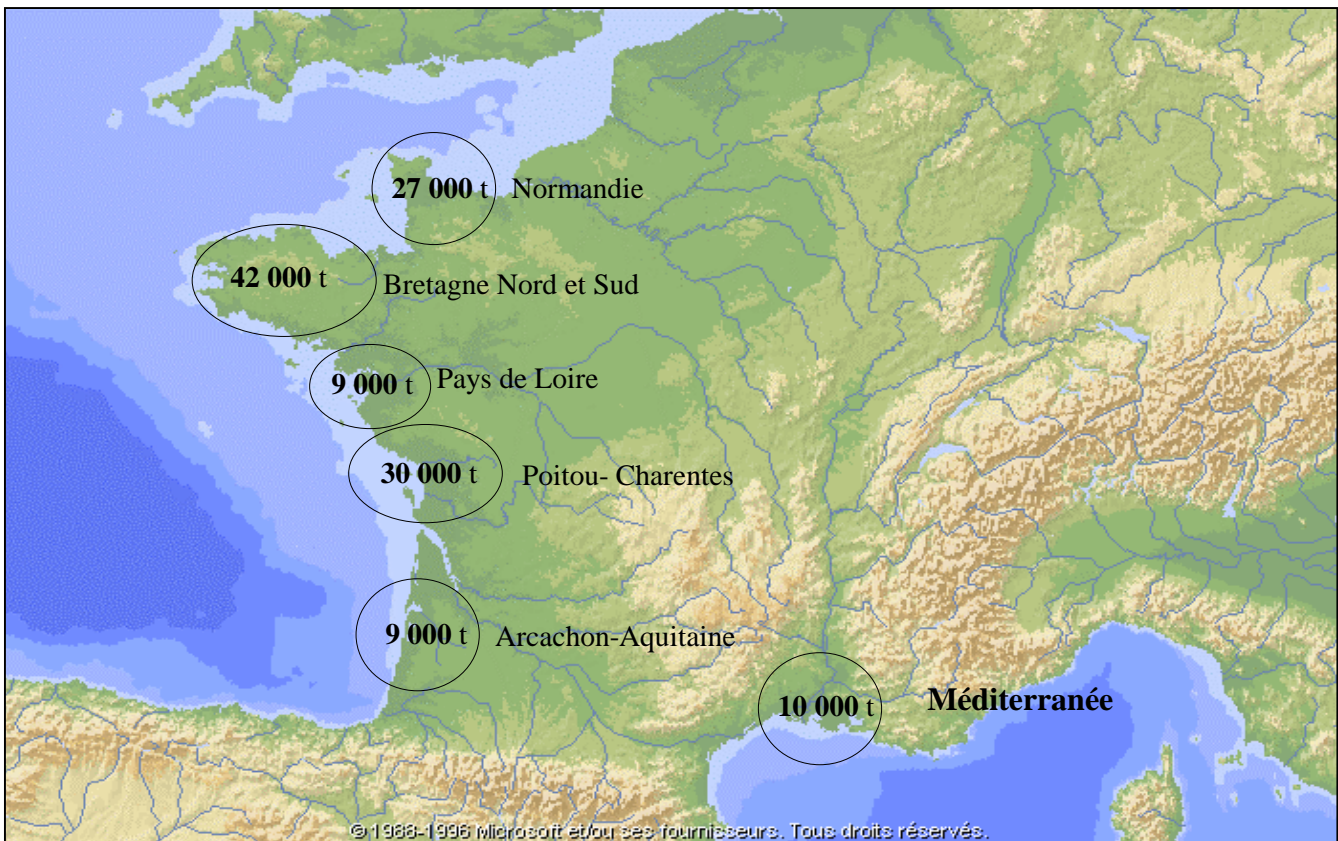 27 000 t Normandie
42 000 t Bretagne Nord et Sud
9 000 t Pays de Loire
30 000 t Poitou- Charentes
9 000 t Arcachon-Aquitaine
10 000 t Méditerranée
© 1988-1996 Microsoft et/ou ses fournisseurs. Tous droits réservés.